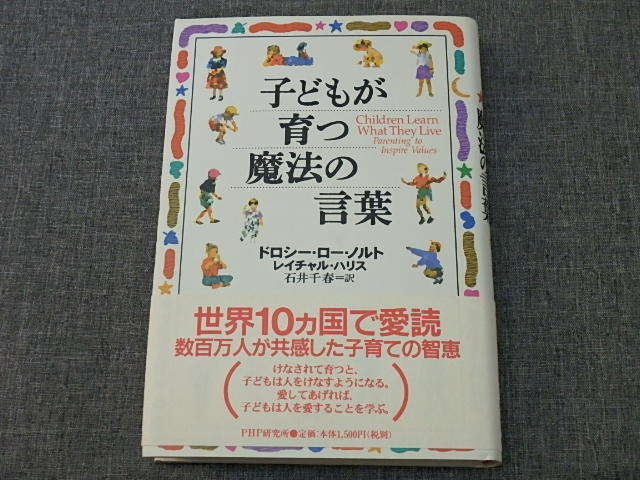 子どもが
育つ
魔法の
言葉
Children Learn
What They Live
Parenting to
Inspire Values
ドロシー・ロー・ノルト
レイチャル・ハリス
石井千春=訳
世界10ヵ国で愛読
数百万人が共感した子育ての智恵
けなされて育つと、
子どもは人をけなすようになる。
愛してあげれば、
子どもは人を愛することを学ぶ。
PHP研究所●定価:本体1,500円(税別)
魔法の言葉